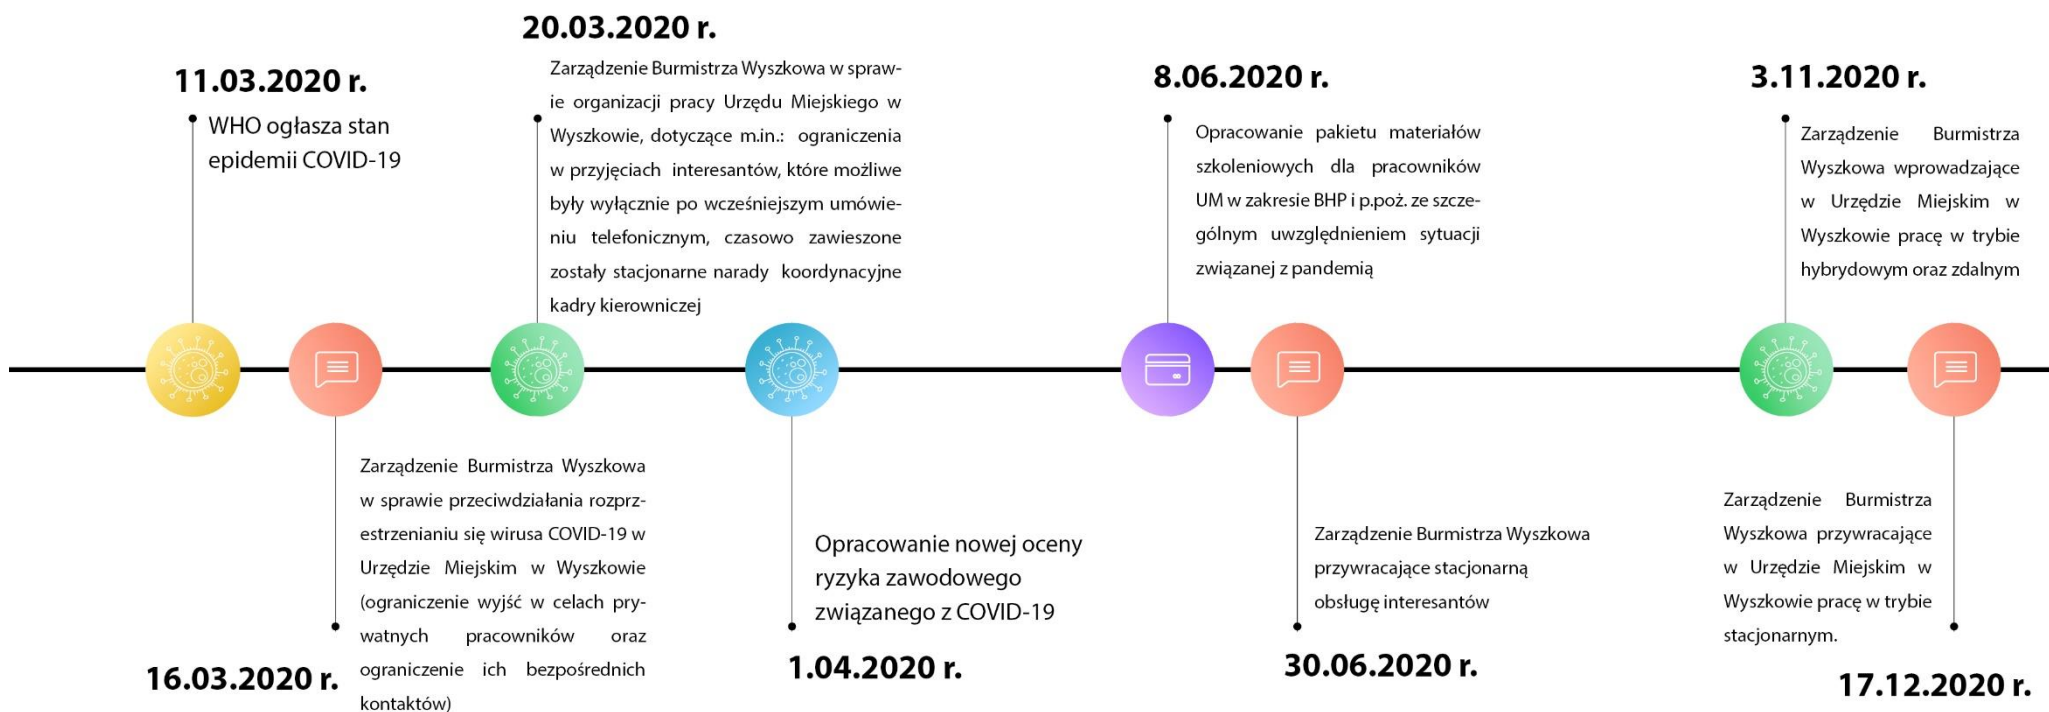 11.03.2020 r.
WHO ogłasza stan
epidemii COVID-19
16.03.2020 r.
Zarządzenie Burmistrza Wyszkowa
w sprawie przeciwdziałania rozprz-
estrzenianiu się wirusa COVID-19 w
Urzędzie Miejskim w Wyszkowie
(ograniczenie wyjść w celach pry-
watnych pracowników oraz
ograniczenie ich bezpośrednich
kontaktów)
20.03.2020 r.
Zarządzenie Burmistrza Wyszkowa w spraw-
ie organizacji pracy Urzędu Miejskiego w
Wyszkowie, dotyczące m.in.: ograniczenia
w przyjęciach interesantów, które możliwe
były wyłącznie po wcześniejszym umówie-
niu telefonicznym, czasowo zawieszone
zostały stacjonarne narady koordynacyjne
kadry kierowniczej
Opracowanie nowej oceny
ryzyka zawodowego
związanego z COVID-19
1.04.2020 r.
8.06.2020 r.
Opracowanie pakietu materiałów
szkoleniowych dla pracowników
UM w zakresie BHP i p.poż. ze szcze-
gólnym uwzględnieniem sytuacji
związanej z pandemią
Zarządzenie Burmistrza Wyszkowa
przywracające stacjonarną
obsługę interesantów
30.06.2020 r.
3.11.2020 r.
Zarządzenie Burmistrza
Wyszkowa wprowadzające
w Urzędzie Miejskim w
Wyszkowie pracę w trybie
hybrydowym oraz zdalnym
Zarządzenie Burmistrza
Wyszkowa przywracające
w Urzędzie Miejskim w
Wyszkowie pracę w trybie
stacjonarnym.
17.12.2020 r.